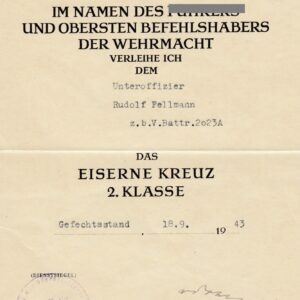 IM NAMEN DES FÜHRERS
UND OBERSTEN BEFEHLSHABERS
DER WEHRMACHT
VERLEIHE ICH
DEM
Unteroffizier
Rudolf Fellmann
z.b.V.Battr.2o23A
DAS
EISERNE KREUZ
2. KLASSE
Gefechtsstand , 18.9. 1943
(DIENSTSIEGEL)